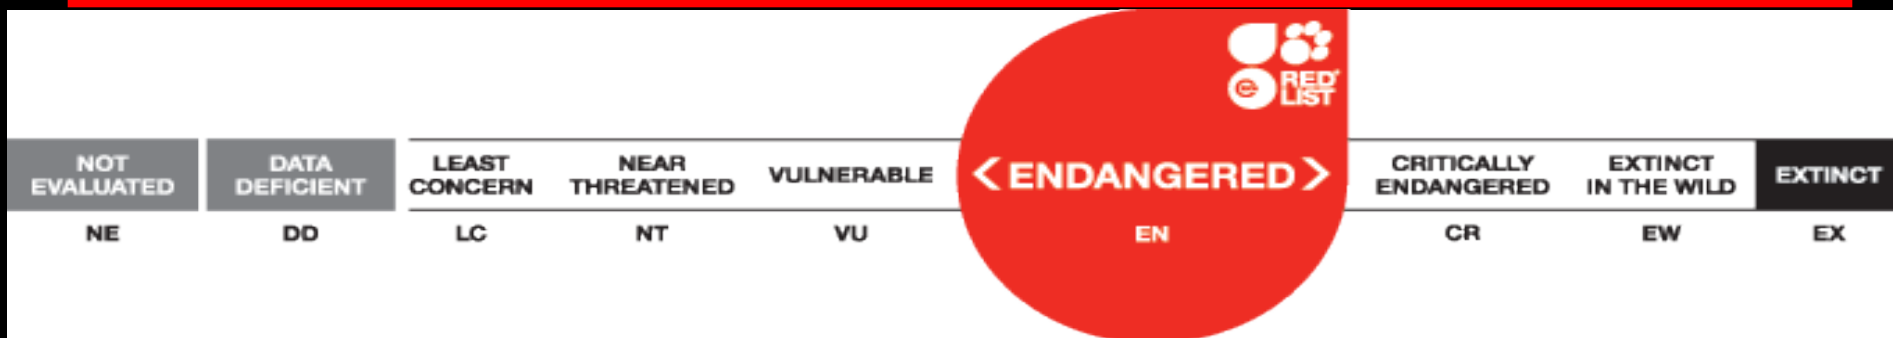 RED
LIST
NOT
EVALUATED
DATA
DEFICIENT
LEAST
CONCERN
NEAR
THREATENED
VULNERABLE
<ENDANGERED>
CRITICALLY
ENDANGERED
EXTINCT
IN THE WILD
EXTINCT
NE
DD
LC
NT
VU
EN
CR
EW
EX